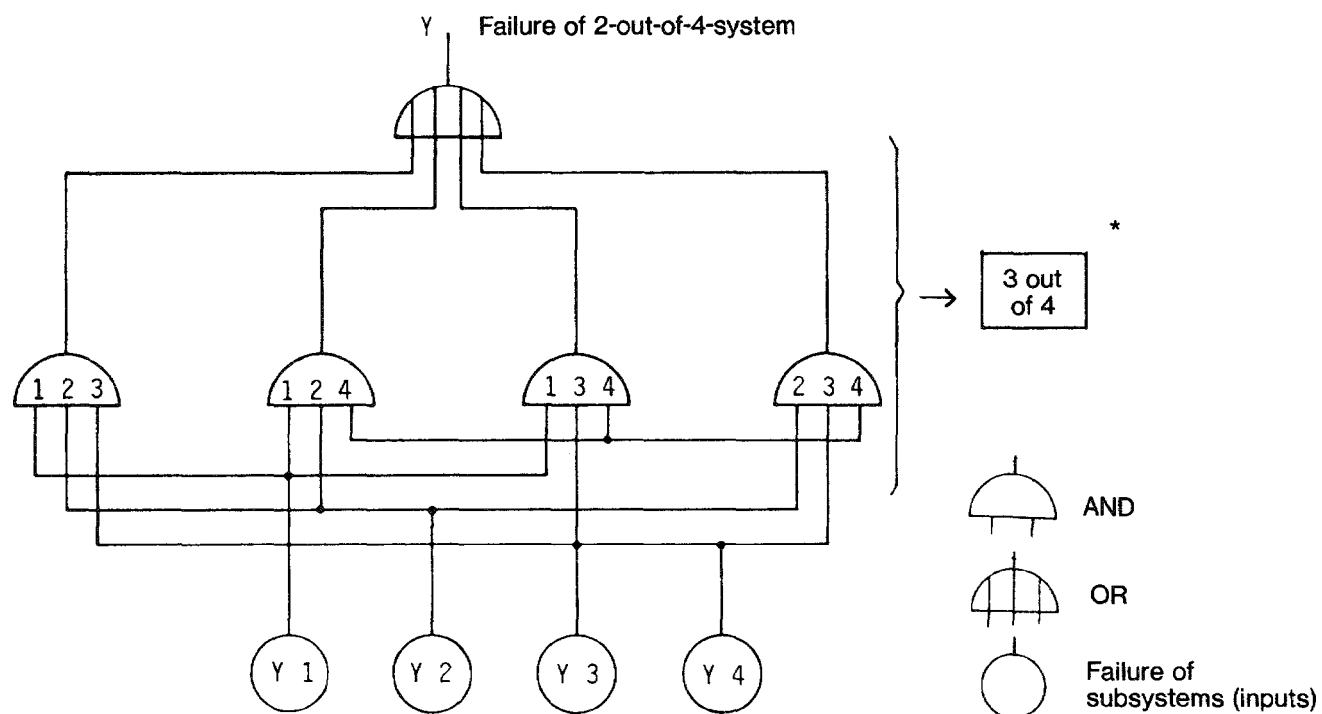 Y Failure of 2-out-of-4-system
*
3 out
of 4
1 2 3
1 2 4
1 3 4
2 3 4
AND
OR
Y 1
Y 2
Y 3
Y 4
Failure of
subsystems (inputs)